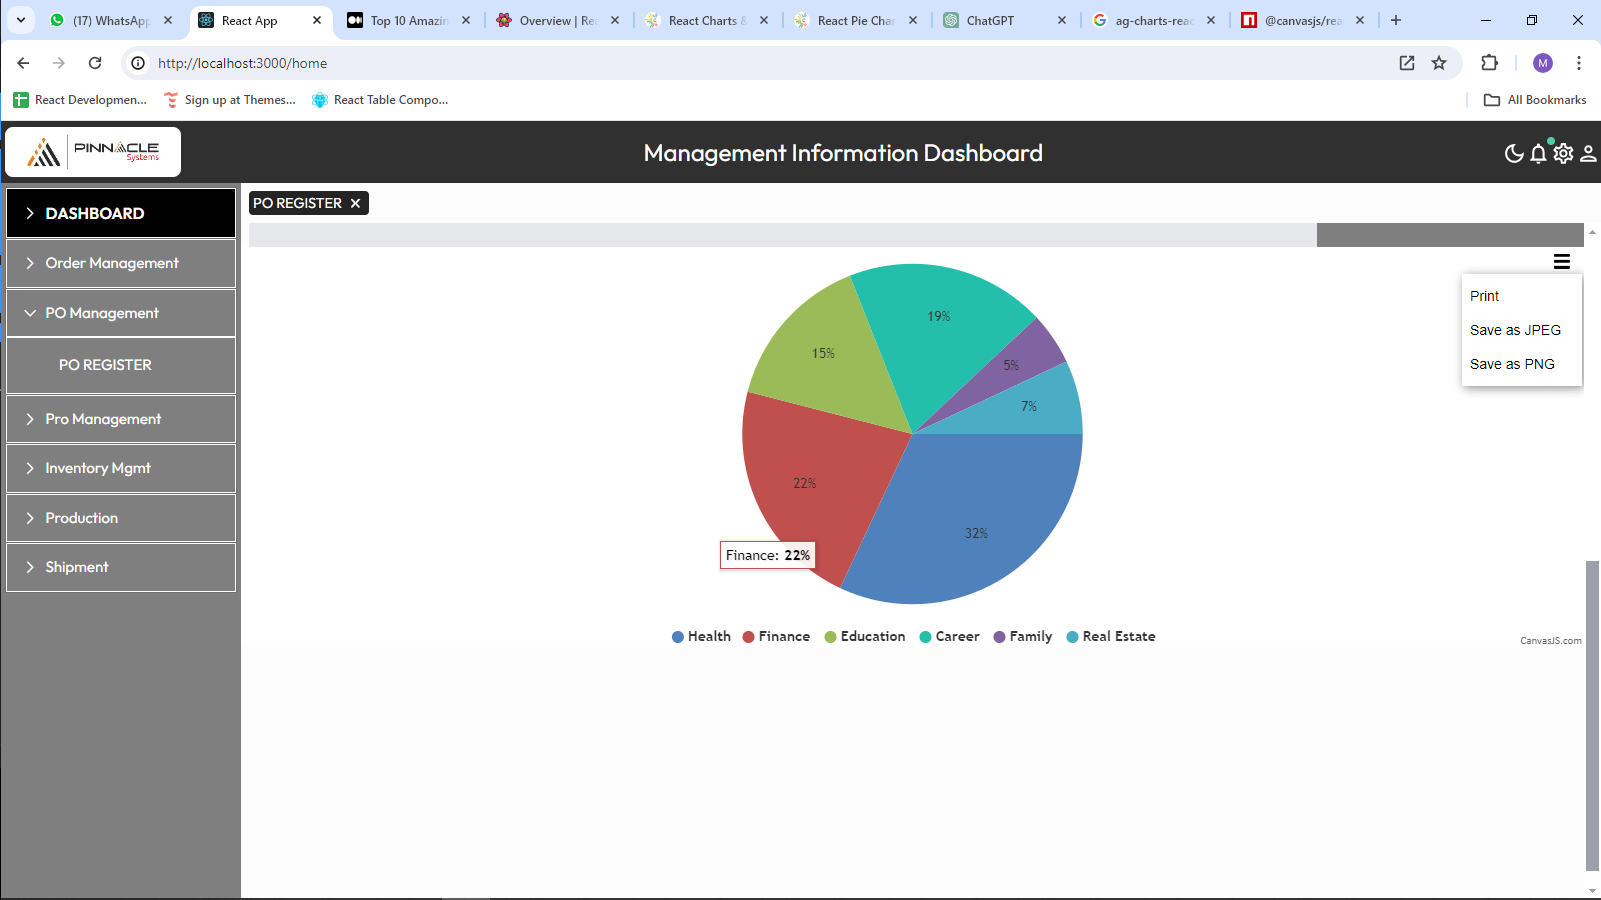 (17) WhatsApp
React App
Top 10 Amazin
Overview | Rea
React Charts &
React Pie Char
ChatGPT
ag-charts-reac
@canvasjs/rea
http://localhost:3000/home
M
React Developmen...
Sign up at Themes...
React Table Compo...
All Bookmarks
PINNACLE
Systems
Management Information Dashboard
DASHBOARD
Order Management
PO Management
PO REGISTER
Pro Management
Inventory Mgmt
Production
Shipment
PO REGISTER
Print
Save as JPEG
Save as PNG
19%
15%
5%
7%
22%
32%
Finance: 22%
Health
Finance
Education
Career
Family
Real Estate
CanvasJS.com